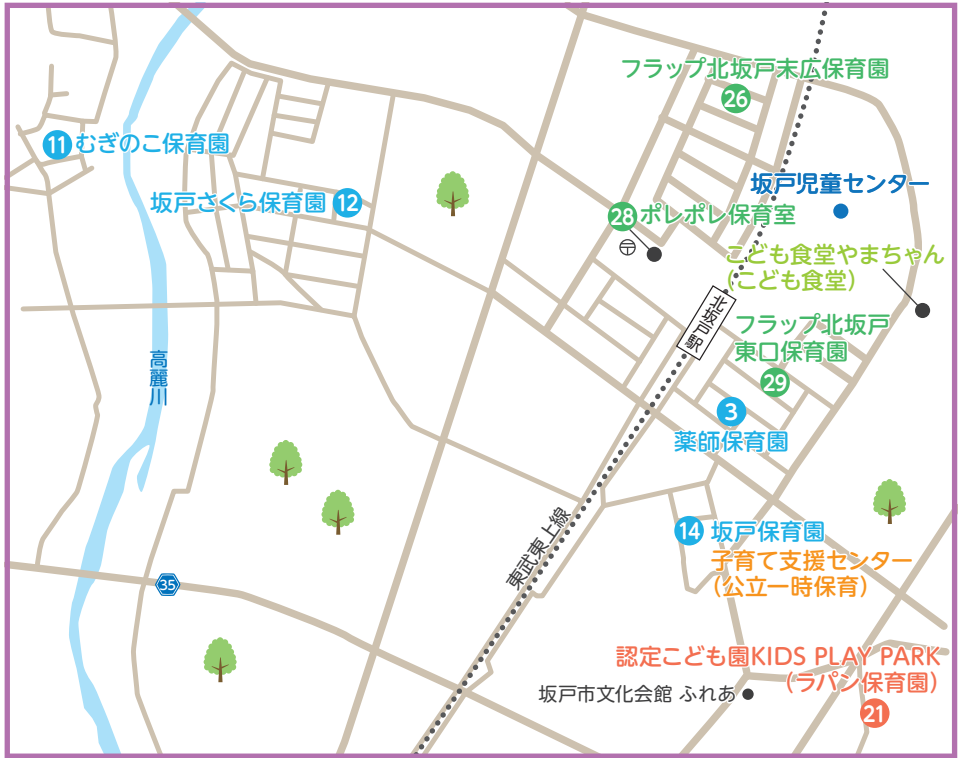 フラップ北坂戸末広保育園
26
11 むぎのこ保育園
坂戸児童センター
坂戸さくら保育園 12
28 ポレポレ保育室
〒
こども食堂やまちゃん
(こども食堂)
北坂戸駅
フラップ北坂戸
東口保育園
29
高麗川
3
薬師保育園
東武東上線
14 坂戸保育園
子育て支援センター
(公立一時保育)
35
認定こども園KIDS PLAY PARK
(ラパン保育園)
坂戸市文化会館 ふれあ
21